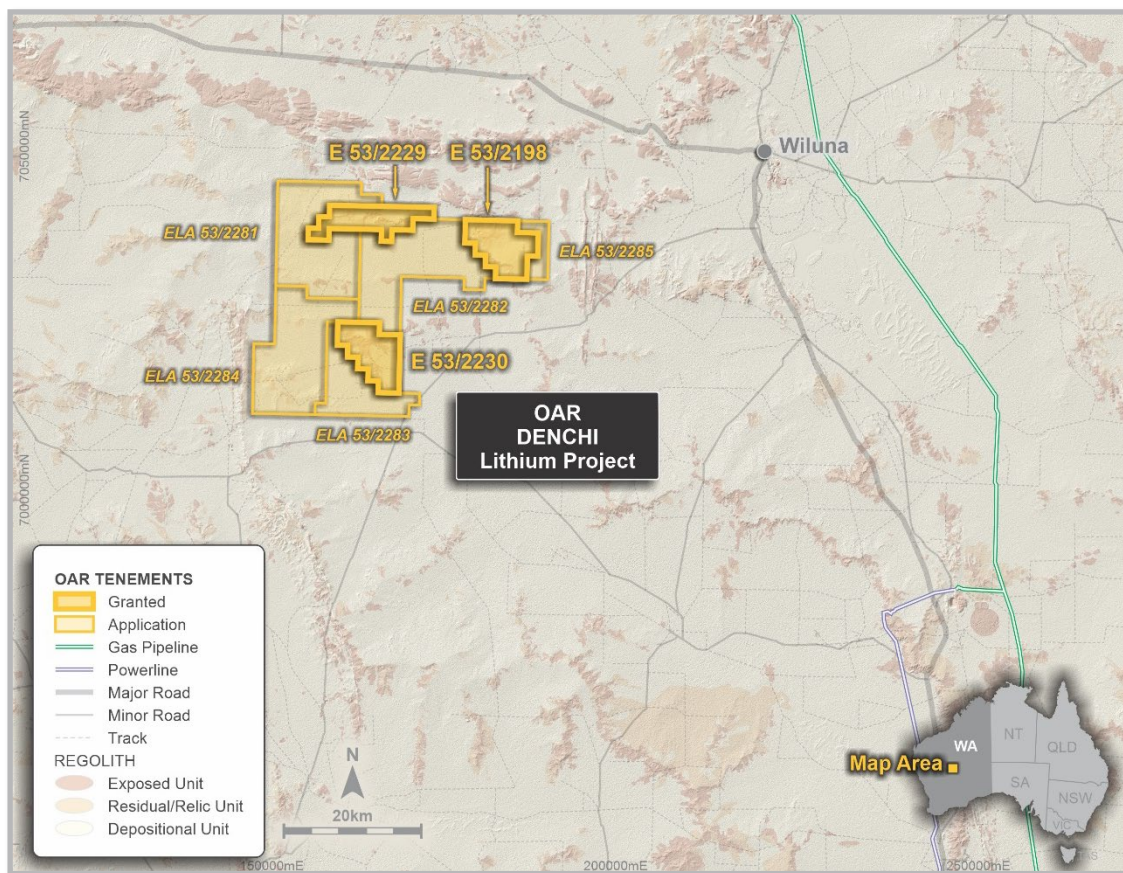 E 53/2229
E 53/2198
Wiluna
ELA 53/2281
ELA 53/2285
ELA 53/2282
E 53/2230
ELA 53/2284
ELA 53/2283
OAR
DENCHI
Lithium Project
7050000mN
7000000mN
OAR TENEMENTS
Granted
Application
Gas Pipeline
Powerline
Major Road
Minor Road
Track
REGOLITH
Exposed Unit
Residual/Relic Unit
Depositional Unit
N
20km
150000mE
200000mE
250000mE
Map Area
WA
NT
QLD
SA
NSW
VIC
TAS